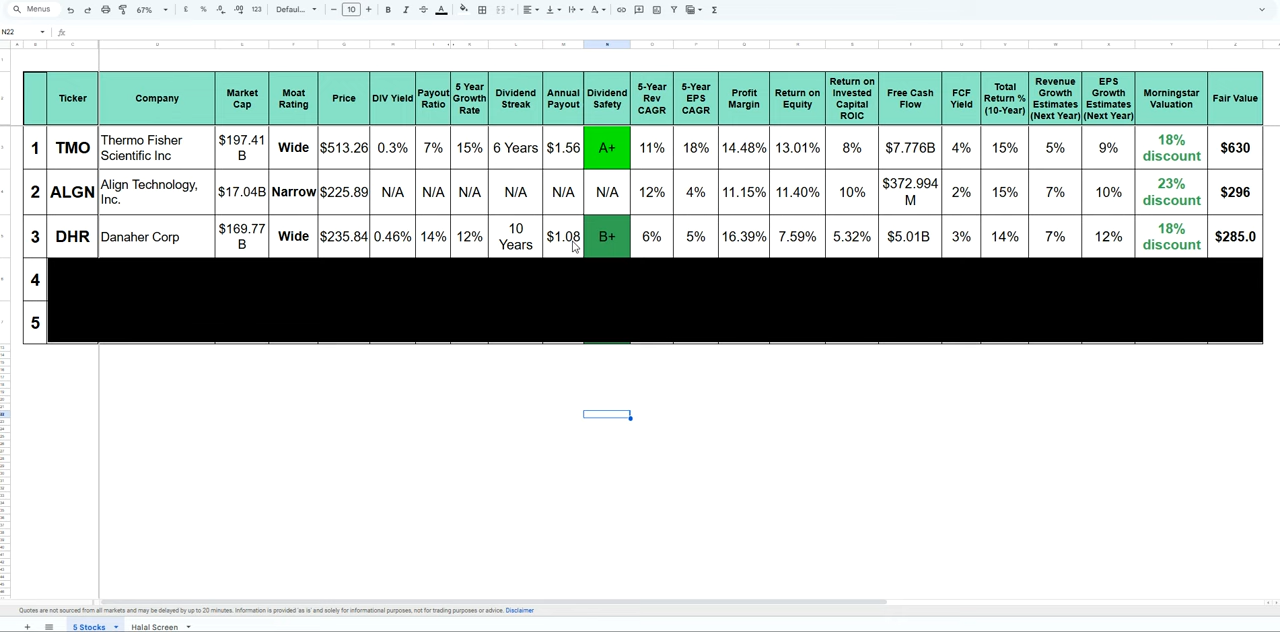 Menus 67% £ % .0 .00 123 Defaul... − 10 + B I S A Σ
N22 fx
Ticker Company Market Cap Moat Rating Price DIV Yield Payout Ratio 5 Year Growth Rate Dividend Streak Annual Payout Dividend Safety 5-Year Rev CAGR 5-Year EPS CAGR Profit Margin Return on Equity Return on Invested Capital ROIC Free Cash Flow FCF Yield Total Return % (10-Year) Revenue Growth Estimates (Next Year) EPS Growth Estimates (Next Year) Morningstar Valuation Fair Value
1 TMO Thermo Fisher Scientific Inc $197.41 B Wide $513.26 0.3% 7% 15% 6 Years $1.56 A+ 11% 18% 14.48% 13.01% 8% $7.776B 4% 15% 5% 9% 18% discount $630
2 ALGN Align Technology, Inc. $17.04B Narrow $225.89 N/A N/A N/A N/A N/A N/A 12% 4% 11.15% 11.40% 10% $372.994 M 2% 15% 7% 10% 23% discount $296
3 DHR Danaher Corp $169.77 B Wide $235.84 0.46% 14% 12% 10 Years $1.08 B+ 6% 5% 16.39% 7.59% 5.32% $5.01B 3% 14% 7% 12% 18% discount $285.0
4
5
Quotes are not sourced from all markets and may be delayed by up to 20 minutes. Information is provided 'as is' and solely for informational purposes, not for trading purposes or advice. Disclaimer
5 Stocks Halal Screen